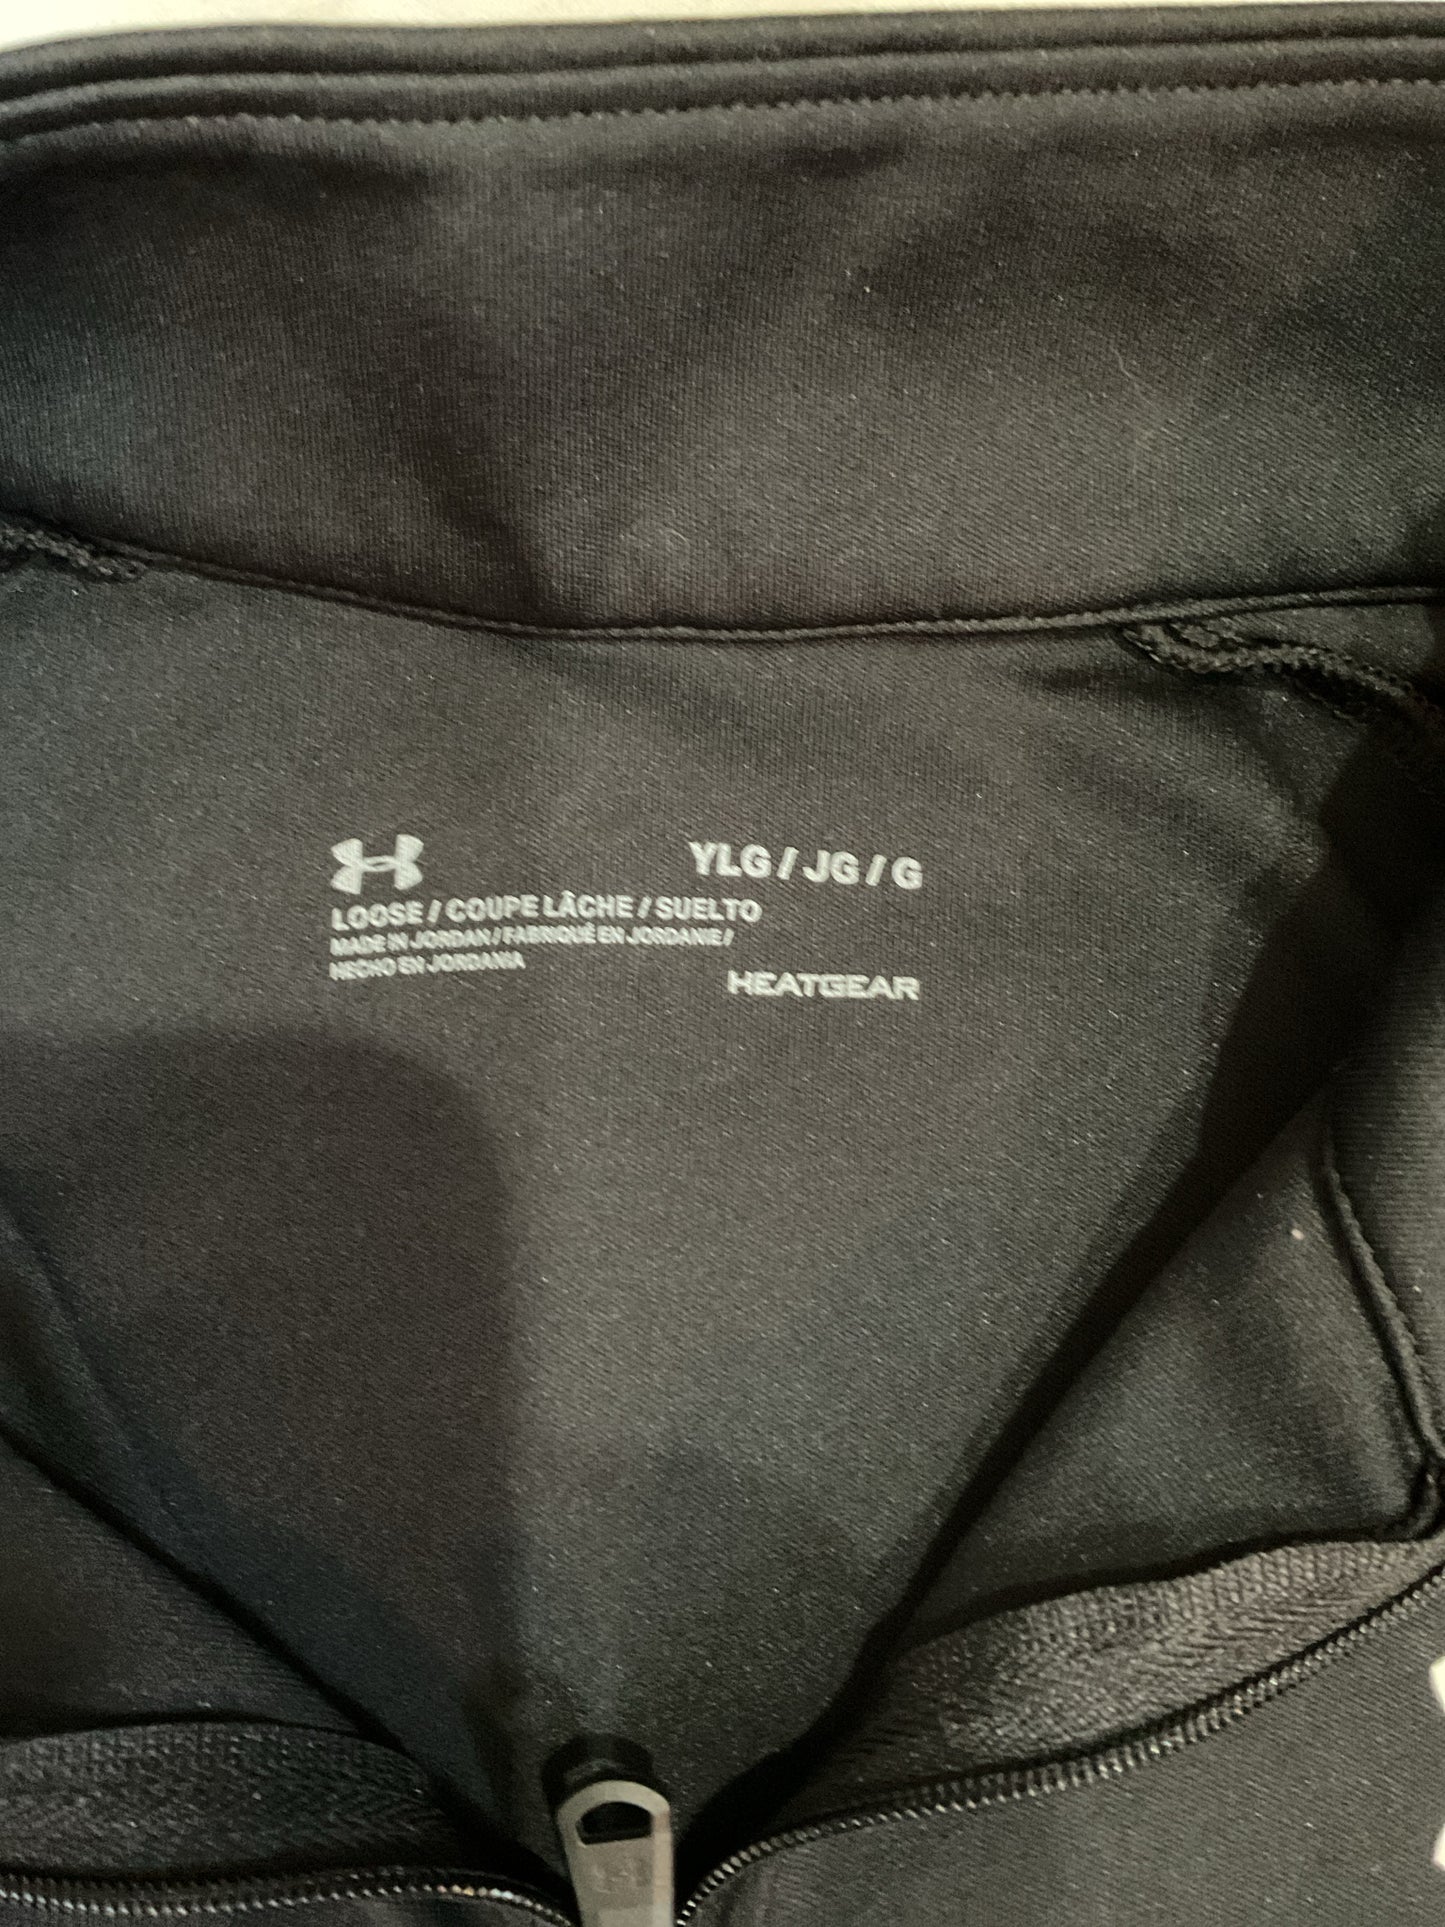 YLG / JG / G
LOOSE / COUPE LÂCHE / SUELTO
MADE IN JORDAN / FABRIQUÉ EN JORDANIE /
HECHO EN JORDANIA
HEATGEAR